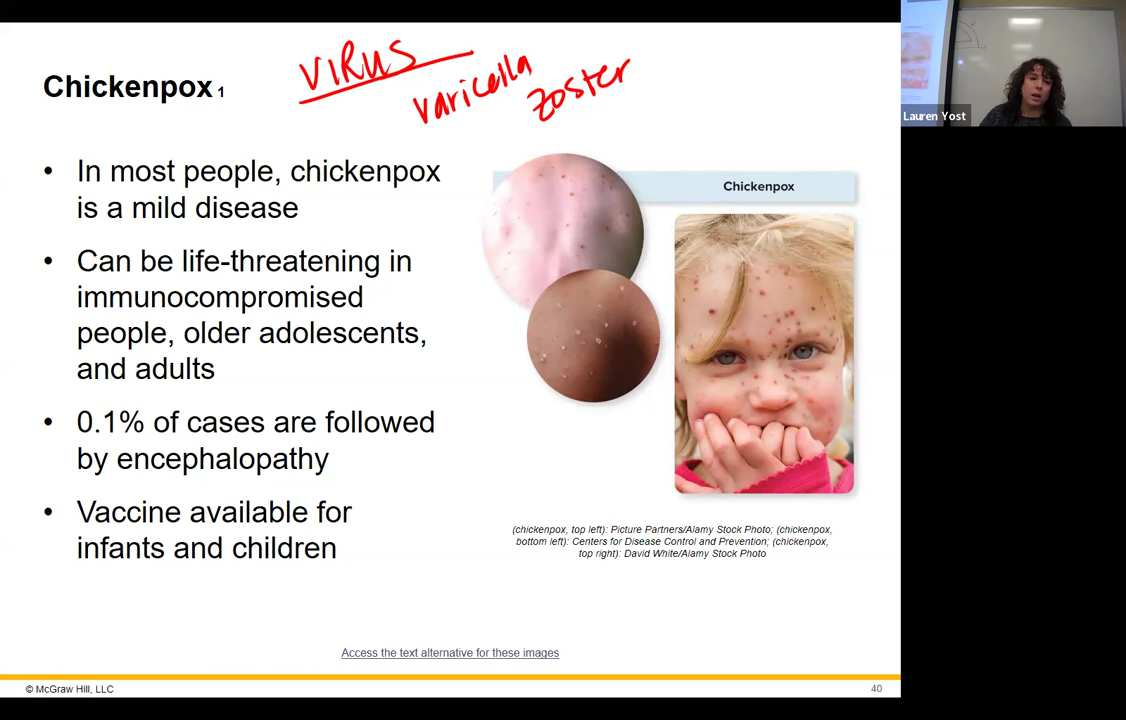 VIRUS
varicella
zoster
Chickenpox 1
• In most people, chickenpox
is a mild disease
• Can be life-threatening in
immunocompromised
people, older adolescents,
and adults
• 0.1% of cases are followed
by encephalopathy
• Vaccine available for
infants and children
Chickenpox
(chickenpox, top left): Picture Partners/Alamy Stock Photo; (chickenpox,
bottom left): Centers for Disease Control and Prevention; (chickenpox,
top right): David White/Alamy Stock Photo
Access the text alternative for these images
© McGraw Hill, LLC
40
Lauren Yost